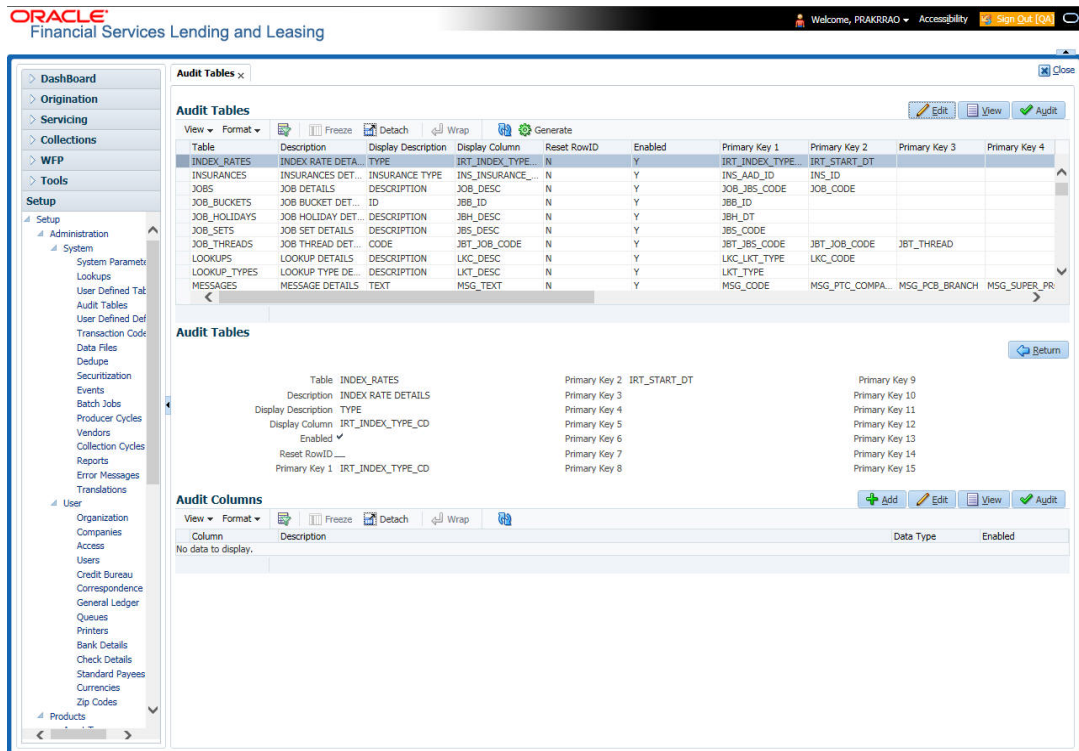 ORACLE
Financial Services Lending and Leasing
Welcome, PRAKRRAO Accessibility Sign Out [QA]
DashBoard
Origination
Servicing
Collections
WFP
Tools
Setup
Setup
Administration
System
System Paramete
Lookups
User Defined Tab
Audit Tables
User Defined Def
Transaction Code
Data Files
Dedupe
Securitization
Events
Batch Jobs
Producer Cycles
Vendors
Collection Cycles
Reports
Error Messages
Translations
User
Organization
Companies
Access
Users
Credit Bureau
Correspondence
General Ledger
Queues
Printers
Bank Details
Check Details
Standard Payees
Currencies
Zip Codes
Products
Audit Tables x
Close
Audit Tables
Edit View Audit
View Format Freeze Detach Wrap Generate
Table Description Display Description Display Column Reset RowID Enabled Primary Key 1 Primary Key 2 Primary Key 3 Primary Key 4
INDEX_RATES INDEX RATE DETA... TYPE IRT_INDEX_TYPE... N Y IRT_INDEX_TYPE... IRT_START_DT
INSURANCES INSURANCES DET... INSURANCE TYPE INS_INSURANCE_... N Y INS_AAD_ID INS_ID
JOBS JOB DETAILS DESCRIPTION JOB_DESC N Y JOB_JBS_CODE JOB_CODE
JOB_BUCKETS JOB BUCKET DET... ID JBB_ID N Y JBB_ID
JOB_HOLIDAYS JOB HOLIDAY DET... DESCRIPTION JBH_DESC N Y JBH_DT
JOB_SETS JOB SET DETAILS DESCRIPTION JBS_DESC N Y JBS_CODE
JOB_THREADS JOB THREAD DET... CODE JBT_JOB_CODE N Y JBT_JBS_CODE JBT_JOB_CODE JBT_THREAD
LOOKUPS LOOKUP DETAILS DESCRIPTION LKC_DESC N Y LKC_LKT_TYPE LKC_CODE
LOOKUP_TYPES LOOKUP TYPE DE... DESCRIPTION LKT_DESC N Y LKT_TYPE
MESSAGES MESSAGE DETAILS TEXT MSG_TEXT N Y MSG_CODE MSG_PTC_COMPA... MSG_PCB_BRANCH MSG_SUPER_PR
Audit Tables
Return
Table INDEX_RATES Primary Key 2 IRT_START_DT Primary Key 9
Description INDEX RATE DETAILS Primary Key 3 Primary Key 10
Display Description TYPE Primary Key 4 Primary Key 11
Display Column IRT_INDEX_TYPE_CD Primary Key 5 Primary Key 12
Enabled Primary Key 6 Primary Key 13
Reset RowID Primary Key 7 Primary Key 14
Primary Key 1 IRT_INDEX_TYPE_CD Primary Key 8 Primary Key 15
Audit Columns
Add Edit View Audit
View Format Freeze Detach Wrap
Column Description Data Type Enabled
No data to display.